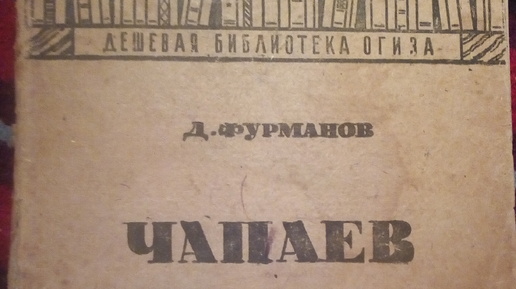 ДЕШЕВАЯ БИБЛИОТЕКА ОГИЗА
Д. ФУРМАНОВ
ЧАПАЕВ